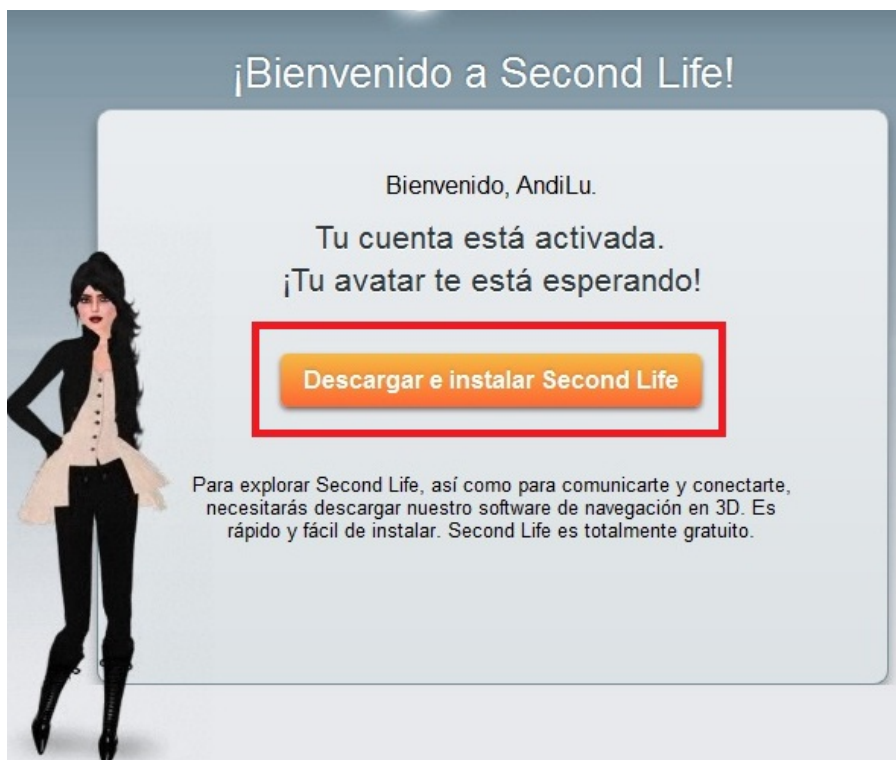 ¡Bienvenido a Second Life!
Bienvenido, AndiLu.
Tu cuenta está activada.
¡Tu avatar te está esperando!
Descargar e instalar Second Life
Para explorar Second Life, así como para comunicarte y conectarte,
necesitarás descargar nuestro software de navegación en 3D. Es
rápido y fácil de instalar. Second Life es totalmente gratuito.